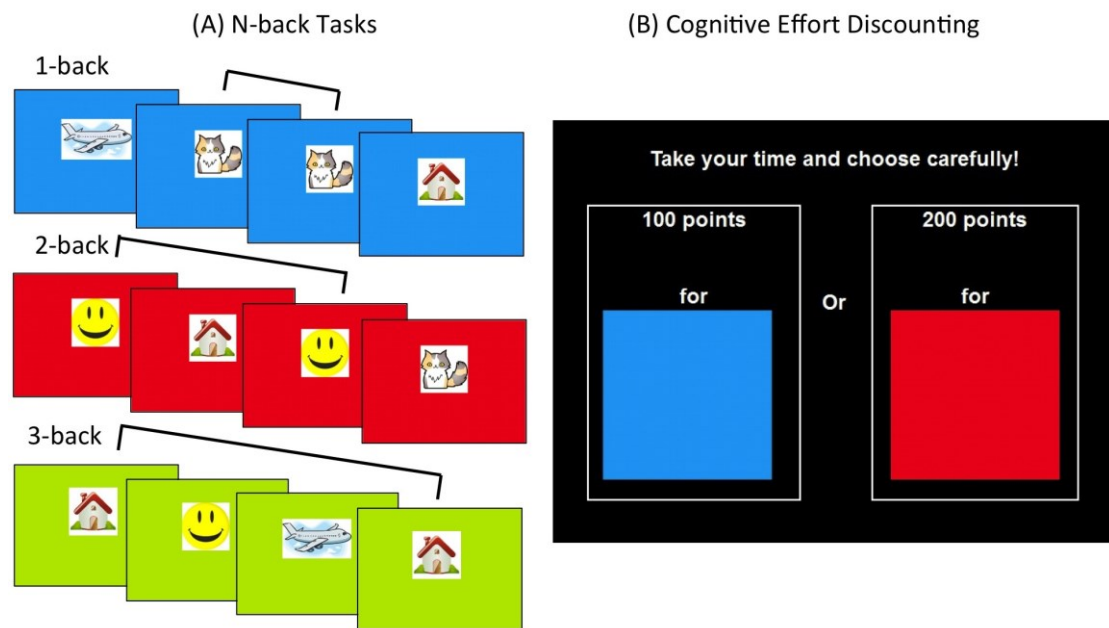 (A) N-back Tasks
1-back
2-back
3-back
(B) Cognitive Effort Discounting
Take your time and choose carefully!
100 points
for
Or
200 points
for